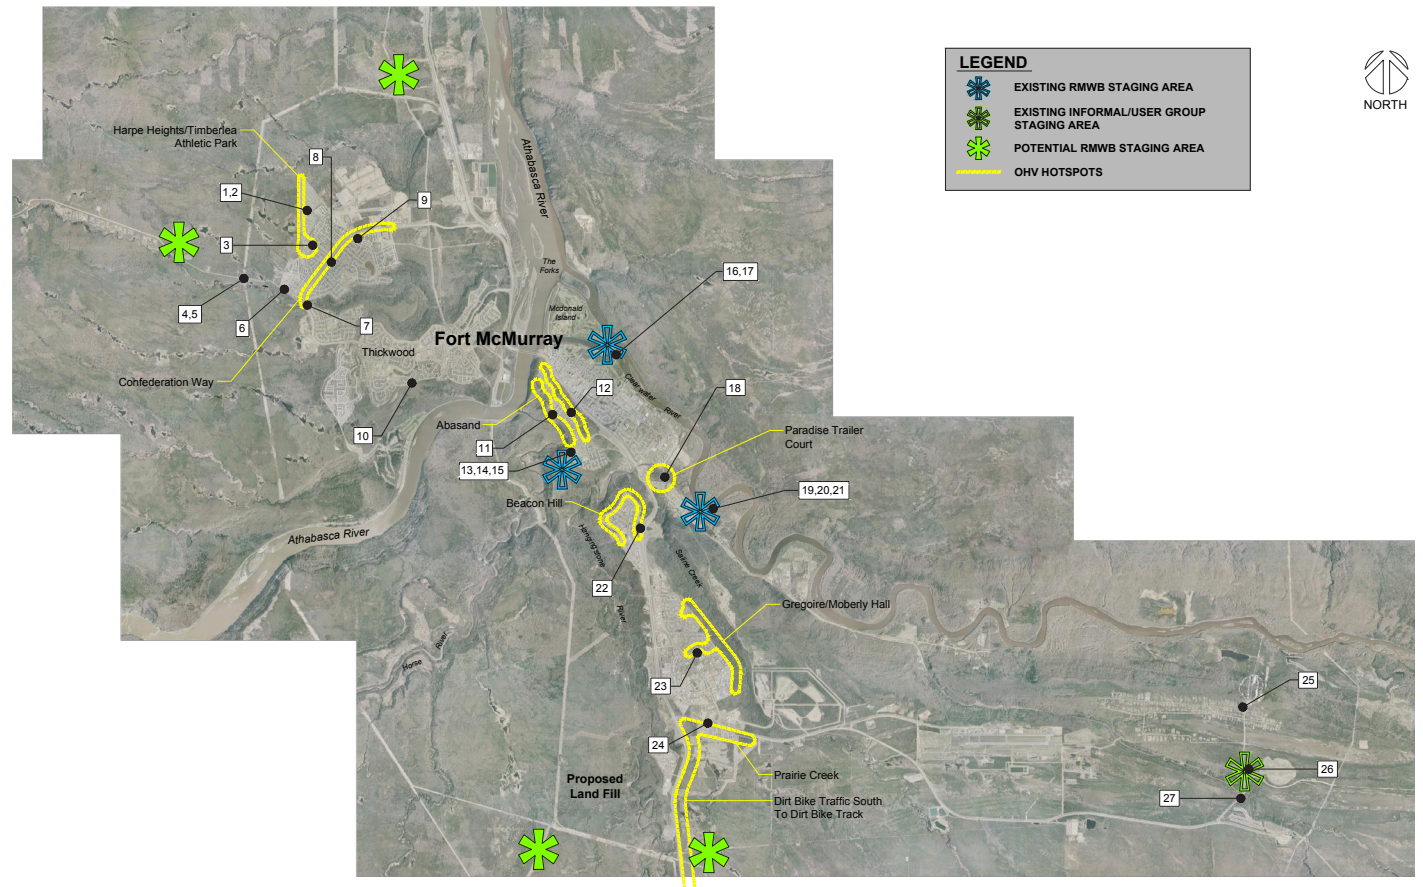 LEGEND
EXISTING RMWB STAGING AREA
EXISTING INFORMAL/USER GROUP
STAGING AREA
POTENTIAL RMWB STAGING AREA
OHV HOTSPOTS
NORTH
Harpe Heights/Timberlea
Athletic Park
8
1,2
9
3
4,5
6
7
Athabasca River
The
Forks
Mcdonald
Island
16,17
Fort McMurray
Thickwood
Confederation Way
10
12
Clearwater River
18
Abasand
11
Paradise Trailer
Court
13,14,15
19,20,21
Beacon Hill
Athabasca River
Hangingstone River
Saline Creek
22
Gregoire/Moberly Hall
Horse River
23
25
24
Prairie Creek
26
Proposed
Land Fill
27
Dirt Bike Traffic South
To Dirt Bike Track